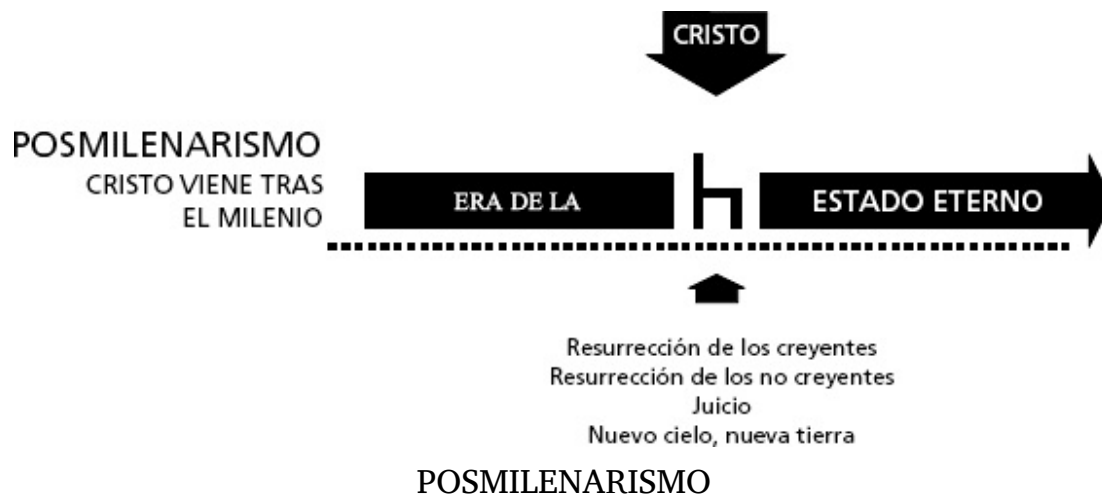 CRISTO
POSMILENARISMO
CRISTO VIENE TRAS
EL MILENIO
ERA DE LA
ESTADO ETERNO
Resurrección de los creyentes
Resurrección de los no creyentes
Juicio
Nuevo cielo, nueva tierra
POSMILENARISMO